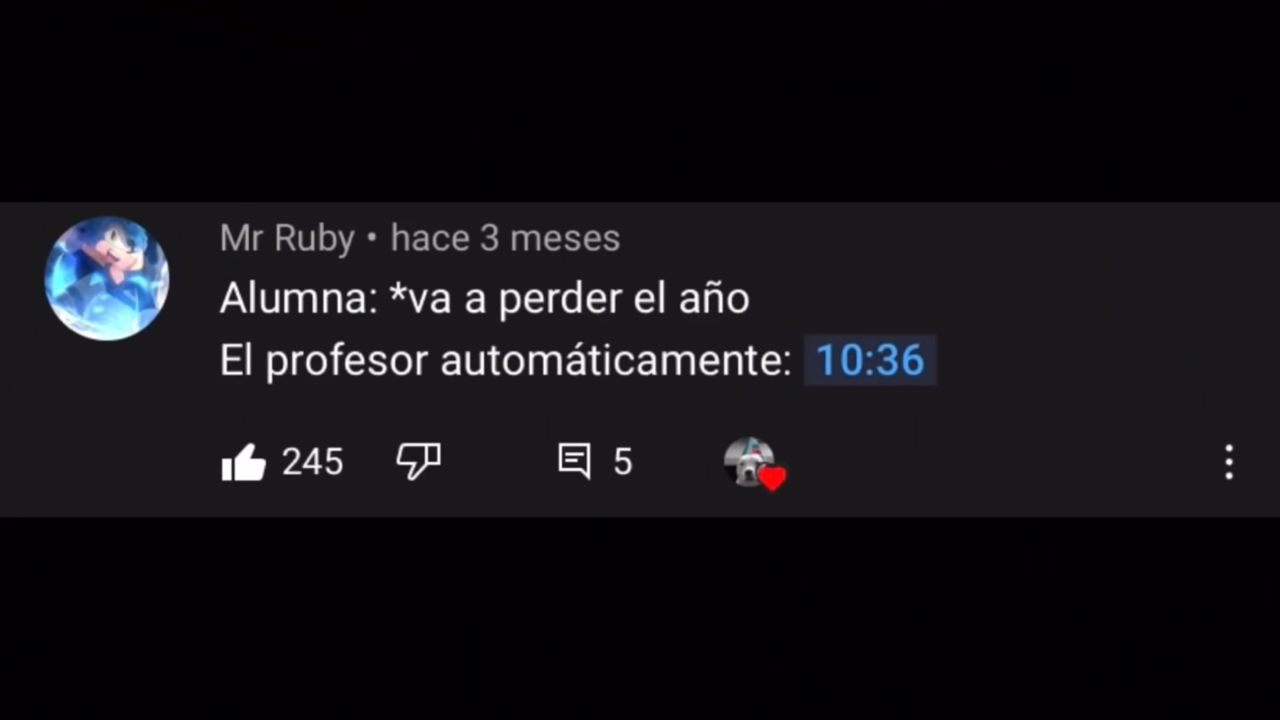 Mr Ruby • hace 3 meses
Alumna: *va a perder el año
El profesor automáticamente: 10:36
245 5